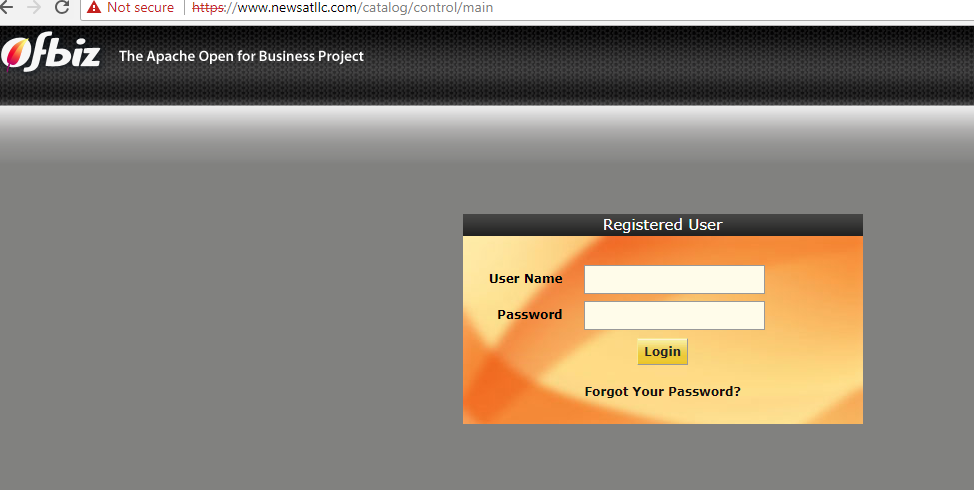 Not secure | https://www.newsatllc.com/catalog/control/main
Ofbiz The Apache Open for Business Project
Registered User
User Name
Password
Login
Forgot Your Password?